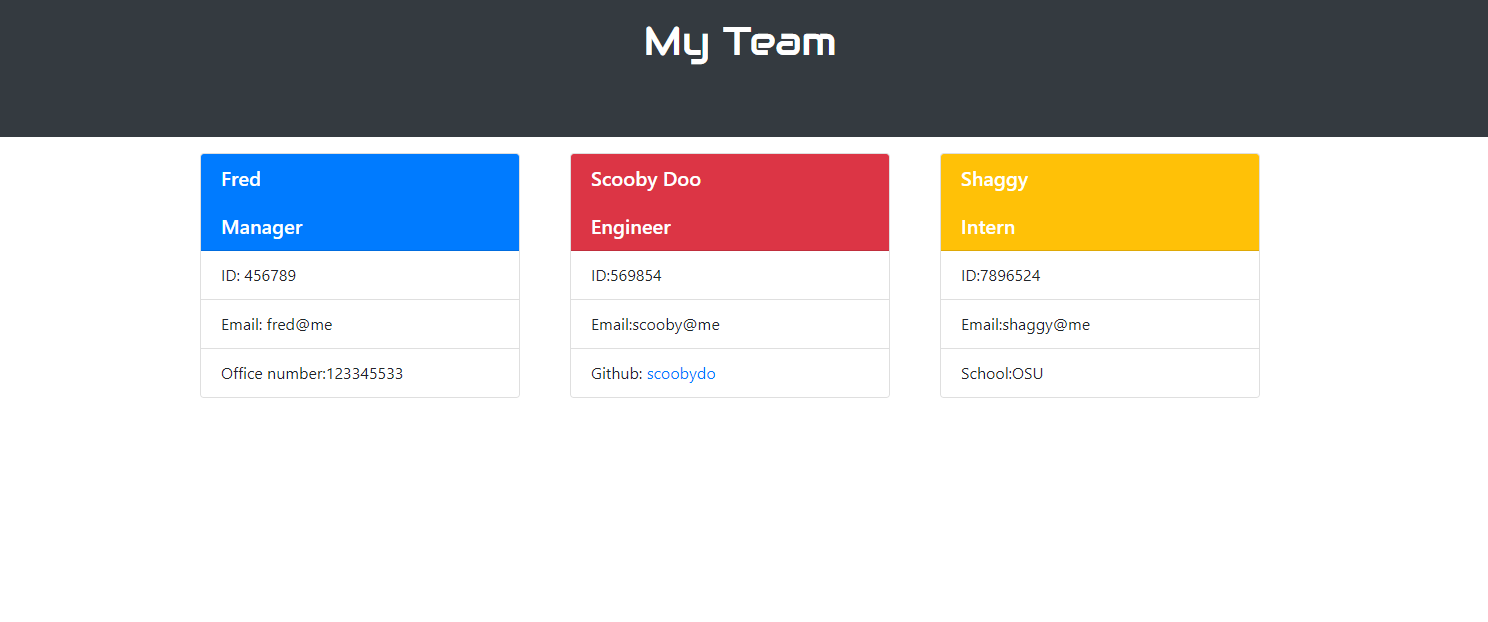 My Team
Fred
Manager
ID: 456789
Email: fred@me
Office number:123345533
Scooby Doo
Engineer
ID:569854
Email:scooby@me
Github: scoobydo
Shaggy
Intern
ID:7896524
Email:shaggy@me
School:OSU